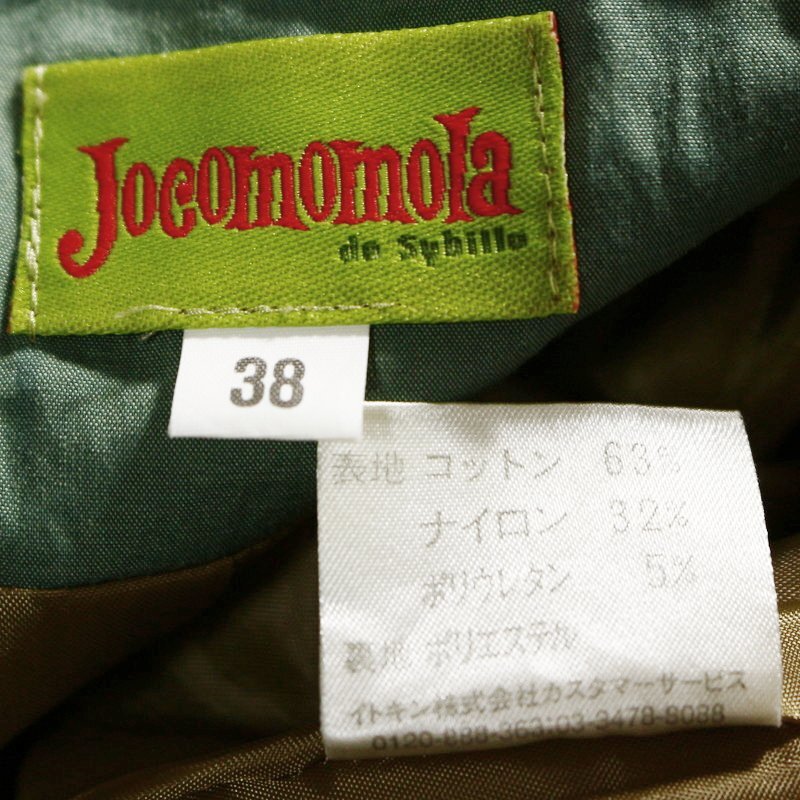 Jocomomola
de Sybilla
38
表地 コットン 63%
ナイロン 32%
ポリウレタン 5%
裏地 ポリエステル
イトキン株式会社カスタマーサービス
0120-888-363:03-3478-8088